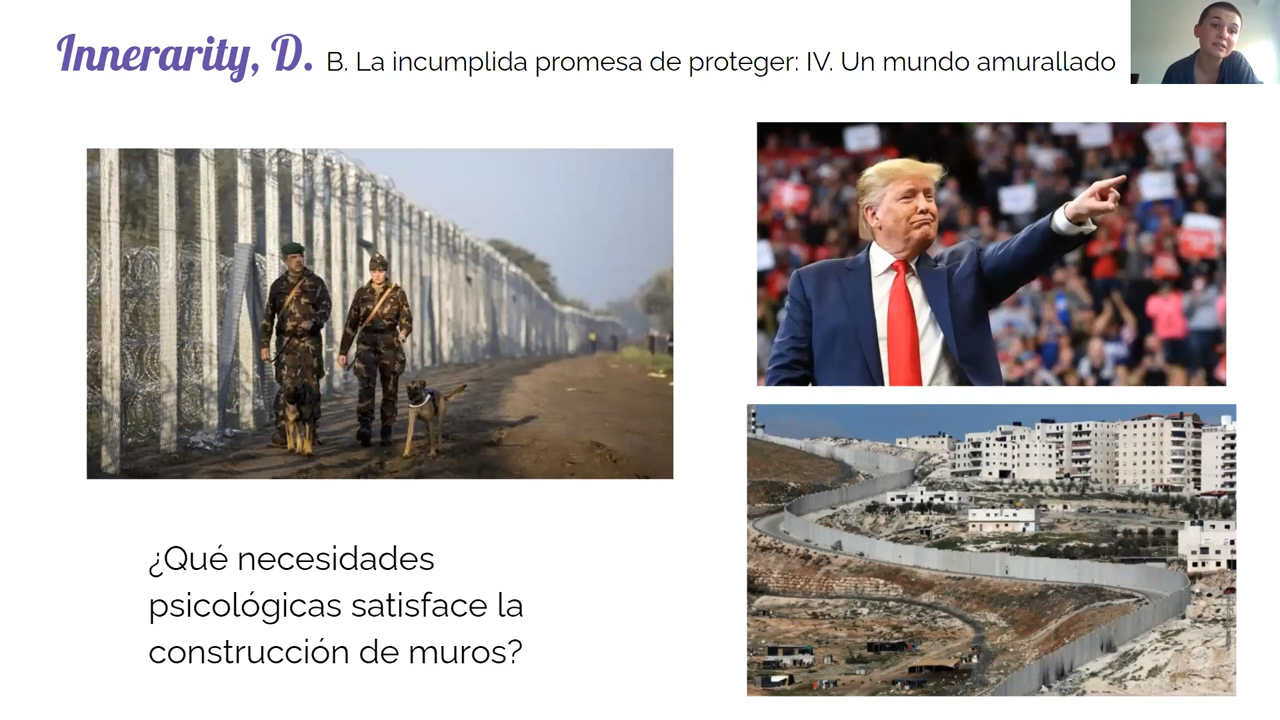 Innerarity, D. B. La incumplida promesa de proteger: IV. Un mundo amurallado
¿Qué necesidades
psicológicas satisface la
construcción de muros?